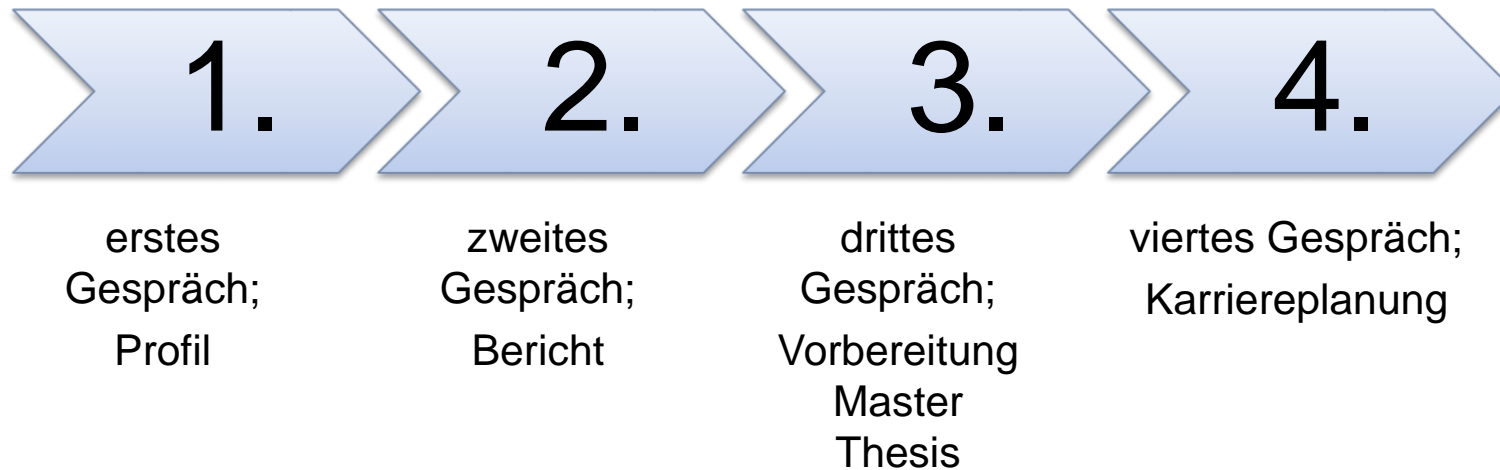 1.
2.
3.
4.
erstes
Gespräch;
Profil
zweites
Gespräch;
Bericht
drittes
Gespräch;
Vorbereitung
Master
Thesis
viertes Gespräch;
Karriereplanung